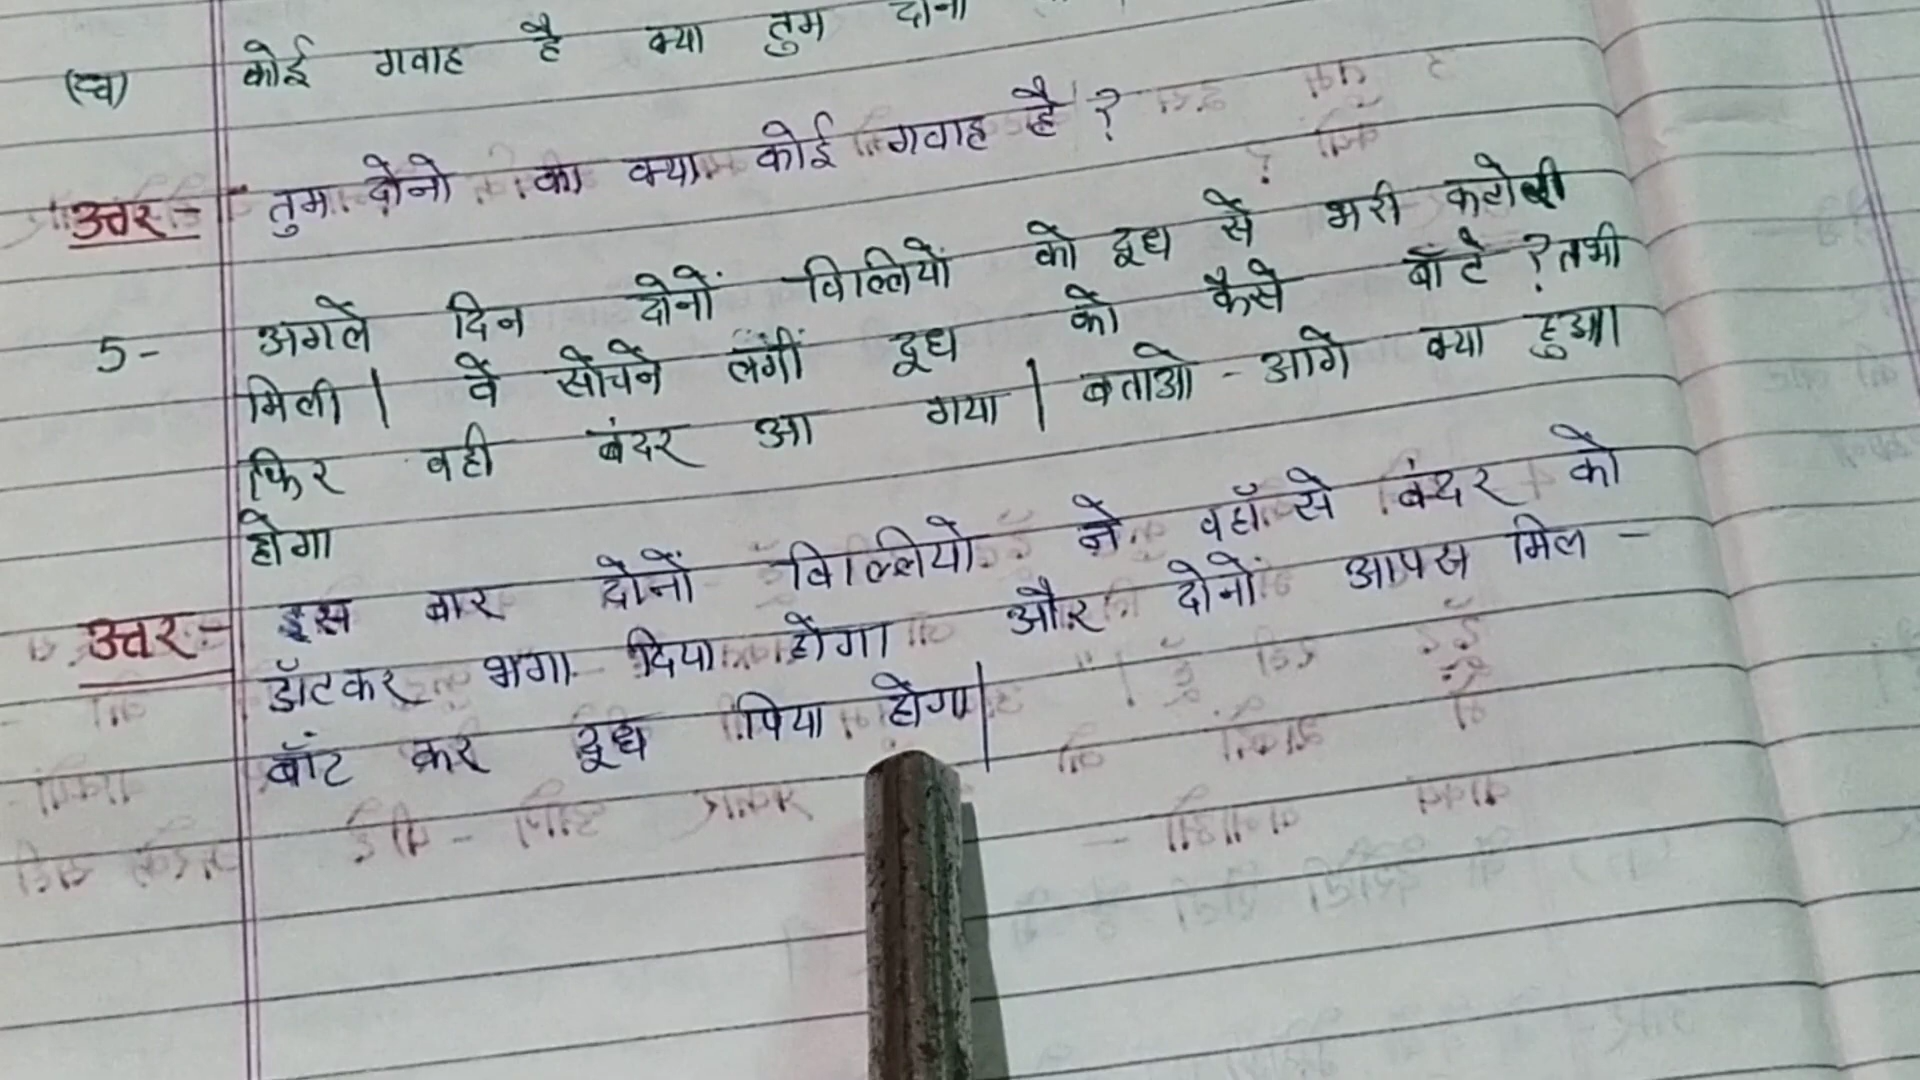 (ख) कोई गवाह है क्या तुम दोनो
उत्तर - तुम दोनो का क्या कोई गवाह है ?
5- अगले दिन दोनों बिल्लियों को दूध से भरी कटोरी
मिली | वे सोचने लगीं दूध को कैसे बाँटे ? तभी
फिर वही बंदर आ गया | बताओ - आगे क्या हुआ
होगा
उत्तर :- इस बार दोनों बिल्लियो ने वहाँ से बंदर को
डाँटकर भगा दिया होगा और दोनों आपस मिल -
बाँट कर दूध पिया होगा|